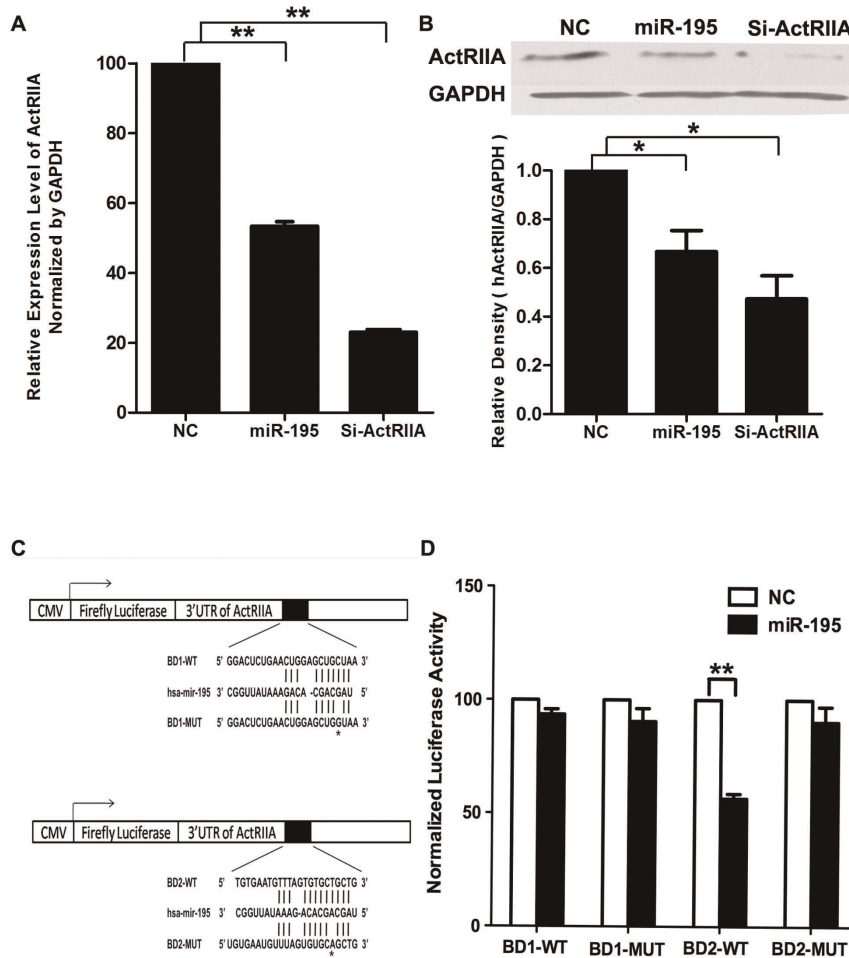 A
**
**
Relative Expression Level of ActRIIA
Normalized by GAPDH
100
80
60
40
20
0
NC miR-195 Si-ActRIIA
B
NC miR-195 Si-ActRIIA
ActRIIA
GAPDH
*
*
Relative Density ( hActRIIA/GAPDH )
1.0
0.8
0.6
0.4
0.2
0.0
NC miR-195 Si-ActRIIA
C
CMV Firefly Luciferase 3'UTR of ActRIIA
BD1-WT 5' GGACUCUGAACUGGAGCUGCUAA 3'
hsa-mir-195 3' CGGUUAUAAAGACA -CGACGAU 5'
BD1-MUT 5' GGACUCUGAACUGGAGCUGGUAA 3'
*
CMV Firefly Luciferase 3'UTR of ActRIIA
BD2-WT 5' TGTGAATGTTTAGTGTGCTGCTG 3'
hsa-mir-195 3' CGGUUAUAAAG-ACACGACGAU 5'
BD2-MUT 5' UGUGAAUGUUUAGUGUGCAGCTG 3'
*
D
Normalized Luciferase Activity
150
100
50
0
NC
miR-195
**
BD1-WT BD1-MUT BD2-WT BD2-MUT